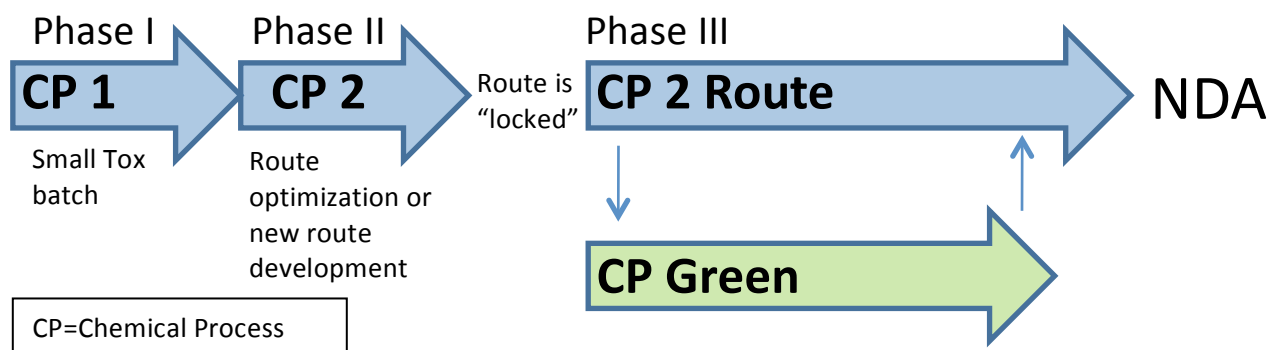 Phase I
CP 1
Small Tox
batch
Phase II
CP 2
Route
optimization or
new route
development
Route is
“locked”
Phase III
CP 2 Route
NDA
CP Green
CP=Chemical Process